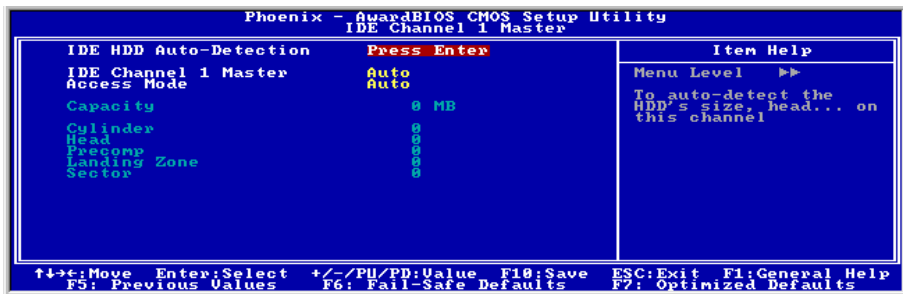 Phoenix - AwardBIOS CMOS Setup Utility
IDE Channel 1 Master
IDE HDD Auto-Detection Press Enter
IDE Channel 1 Master Auto
Access Mode Auto
Capacity 0 MB
Cylinder 0
Head 0
Precomp 0
Landing Zone 0
Sector 0
Item Help
Menu Level ▶▶
To auto-detect the
HDD's size, head... on
this channel
↑↓→←:Move Enter:Select +/-/PU/PD:Value F10:Save ESC:Exit F1:General Help
F5: Previous Values F6: Fail-Safe Defaults F7: Optimized Defaults